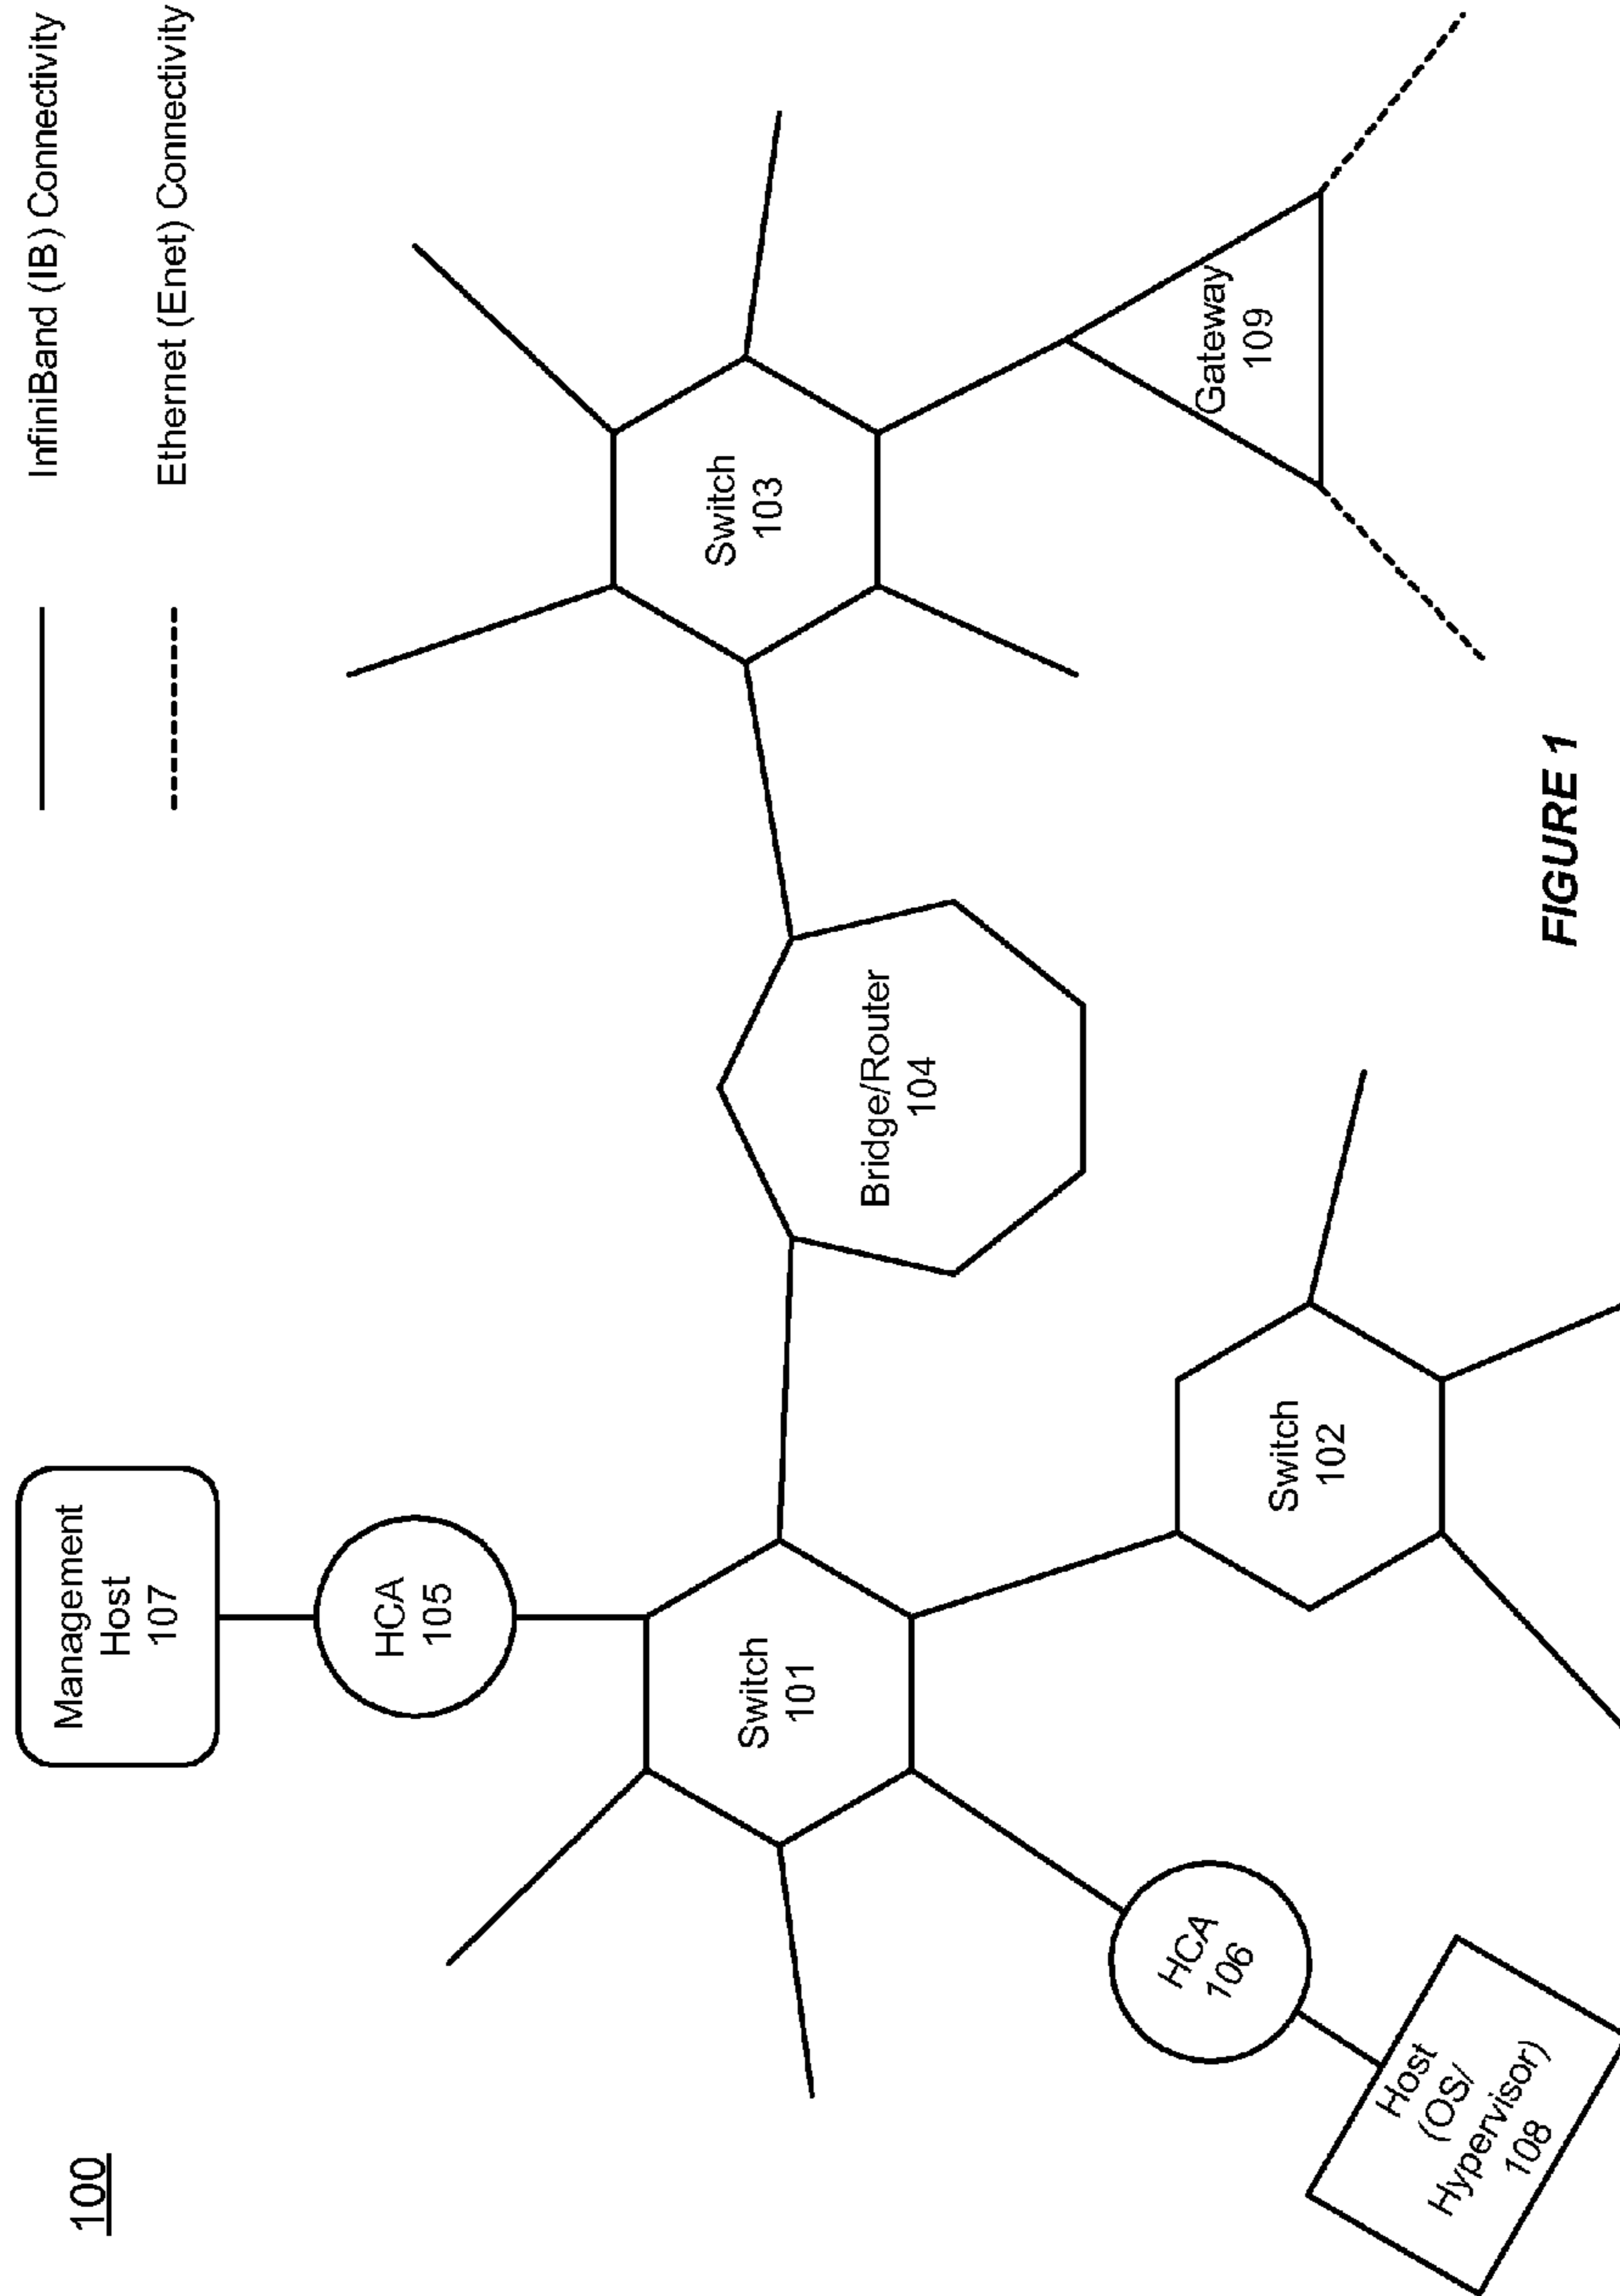 100
InfiniBand (IB) Connectivity
Ethernet (Enet) Connectivity
Management
Host
107
HCA
105
Switch
101
Switch
103
Bridge/Router
104
HCA
106
Host
(OS/
Hypervisor)
108
Switch
102
Gateway
109
FIGURE 1